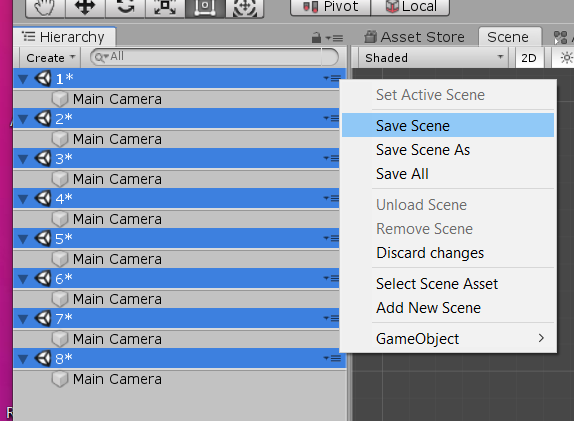 Pivot Local
Hierarchy
Asset Store Scene
Create All
Shaded 2D
1*
Main Camera
2*
Main Camera
3*
Main Camera
4*
Main Camera
5*
Main Camera
6*
Main Camera
7*
Main Camera
8*
Main Camera
Set Active Scene
Save Scene
Save Scene As
Save All
Unload Scene
Remove Scene
Discard changes
Select Scene Asset
Add New Scene
GameObject